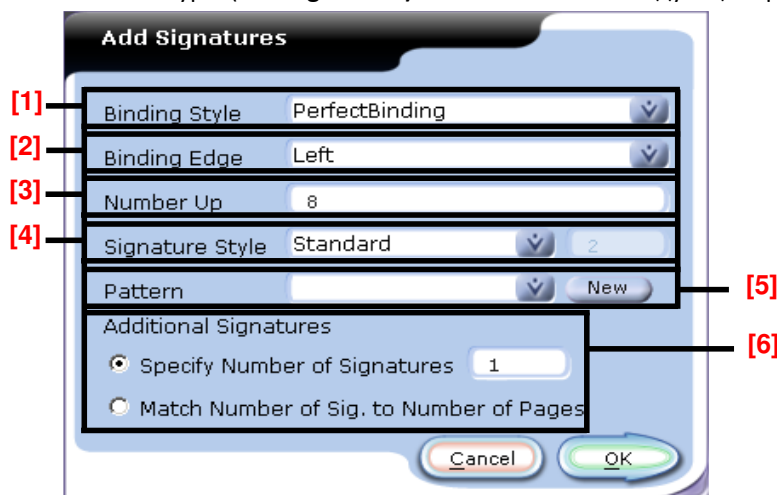 Add Signatures
[1] Binding Style PerfectBinding
[2] Binding Edge Left
[3] Number Up 8
[4] Signature Style Standard 2
Pattern New [5]
Additional Signatures
[6]
Specify Number of Signatures 1
Match Number of Sig. to Number of Pages
Cancel OK